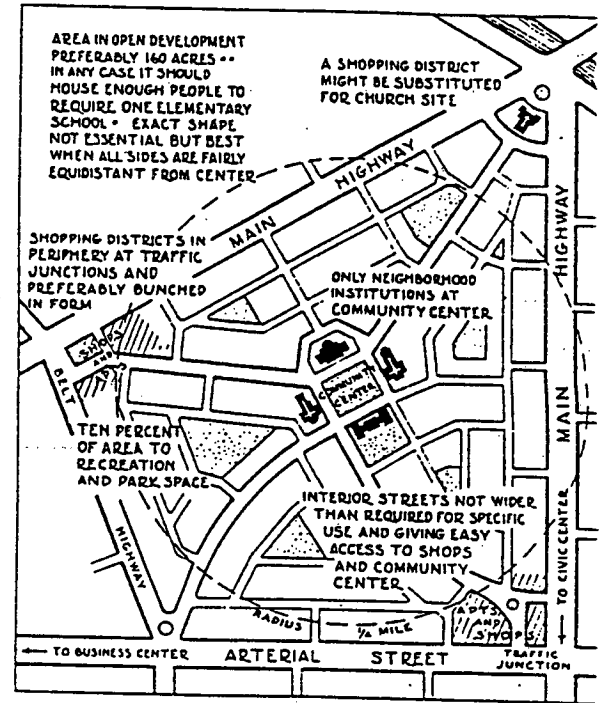 AREA IN OPEN DEVELOPMENT
PREFERABLY 160 ACRES ••
IN ANY CASE IT SHOULD
HOUSE ENOUGH PEOPLE TO
REQUIRE ONE ELEMENTARY
SCHOOL • EXACT SHAPE
NOT ESSENTIAL BUT BEST
WHEN ALL SIDES ARE FAIRLY
EQUIDISTANT FROM CENTER
A SHOPPING DISTRICT
MIGHT BE SUBSTITUTED
FOR CHURCH SITE
MAIN HIGHWAY
SHOPPING DISTRICTS IN
PERIPHERY AT TRAFFIC
JUNCTIONS AND
PREFERABLY BUNCHED
IN FORM
ONLY NEIGHBORHOOD
INSTITUTIONS AT
COMMUNITY CENTER
MAIN HIGHWAY
SHOPS
AND
BELT HIGHWAY
COMMUNITY
CENTER
TEN PERCENT
OF AREA TO
RECREATION
AND PARK SPACE
INTERIOR STREETS NOT WIDER
THAN REQUIRED FOR SPECIFIC
USE AND GIVING EASY
ACCESS TO SHOPS
AND COMMUNITY
CENTER
TO CIVIC CENTER
RADIUS ¼ MILE
APTS.
AND
SHOPS
TO BUSINESS CENTER
ARTERIAL STREET
TRAFFIC
JUNCTION